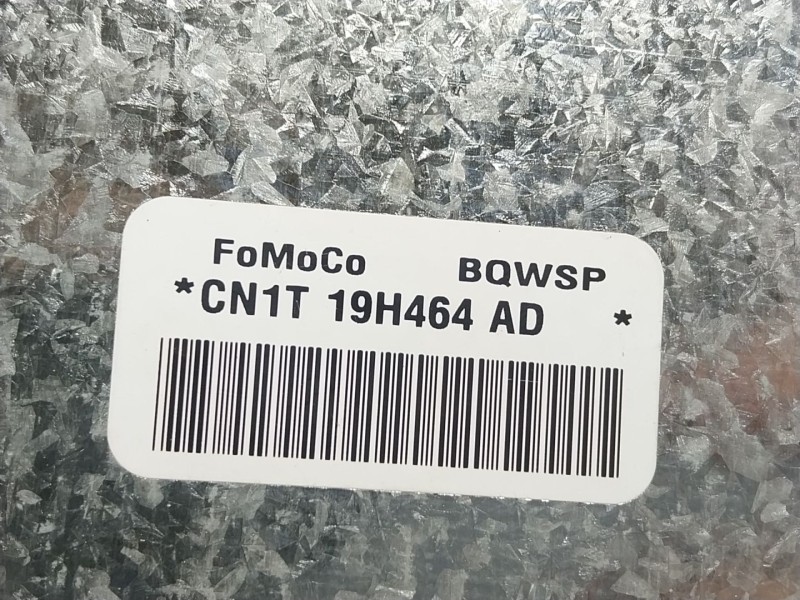 FoMoCo BQWSP
*CN1T 19H464 AD *